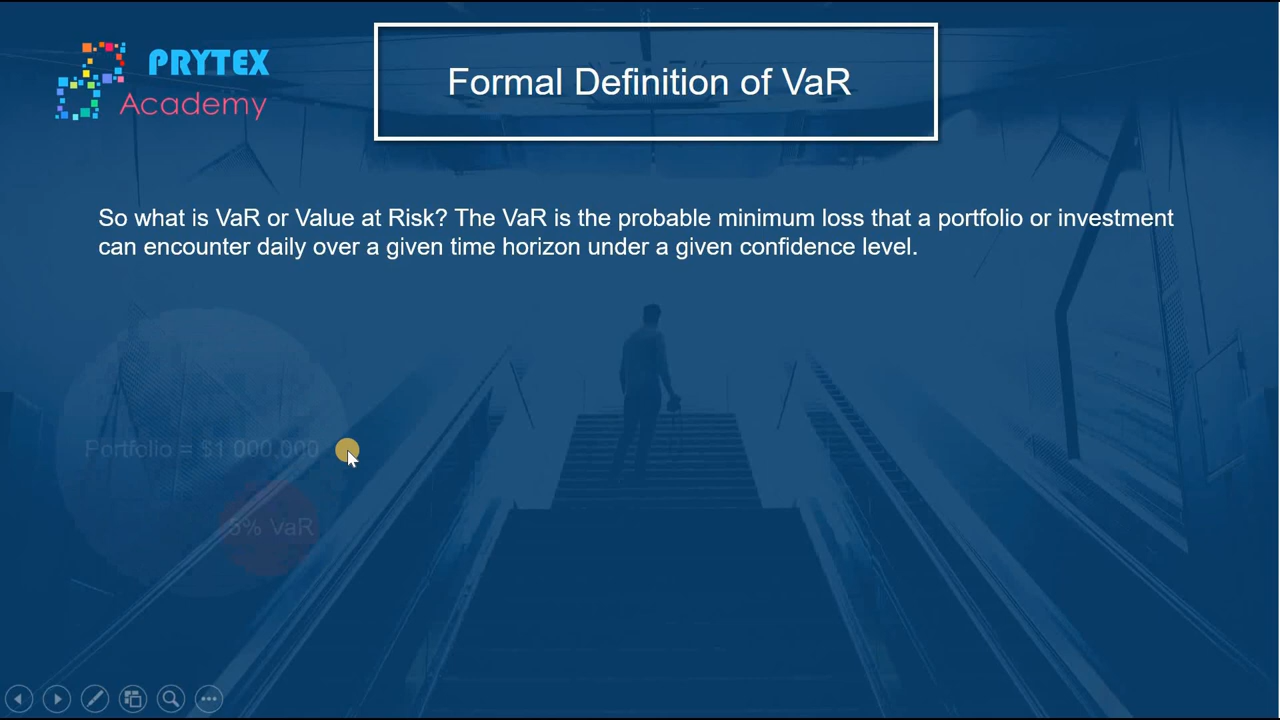 PRYTEX
Academy
Formal Definition of VaR
So what is VaR or Value at Risk? The VaR is the probable minimum loss that a portfolio or investment
can encounter daily over a given time horizon under a given confidence level.
Portfolio = $1 000,000
5% VaR